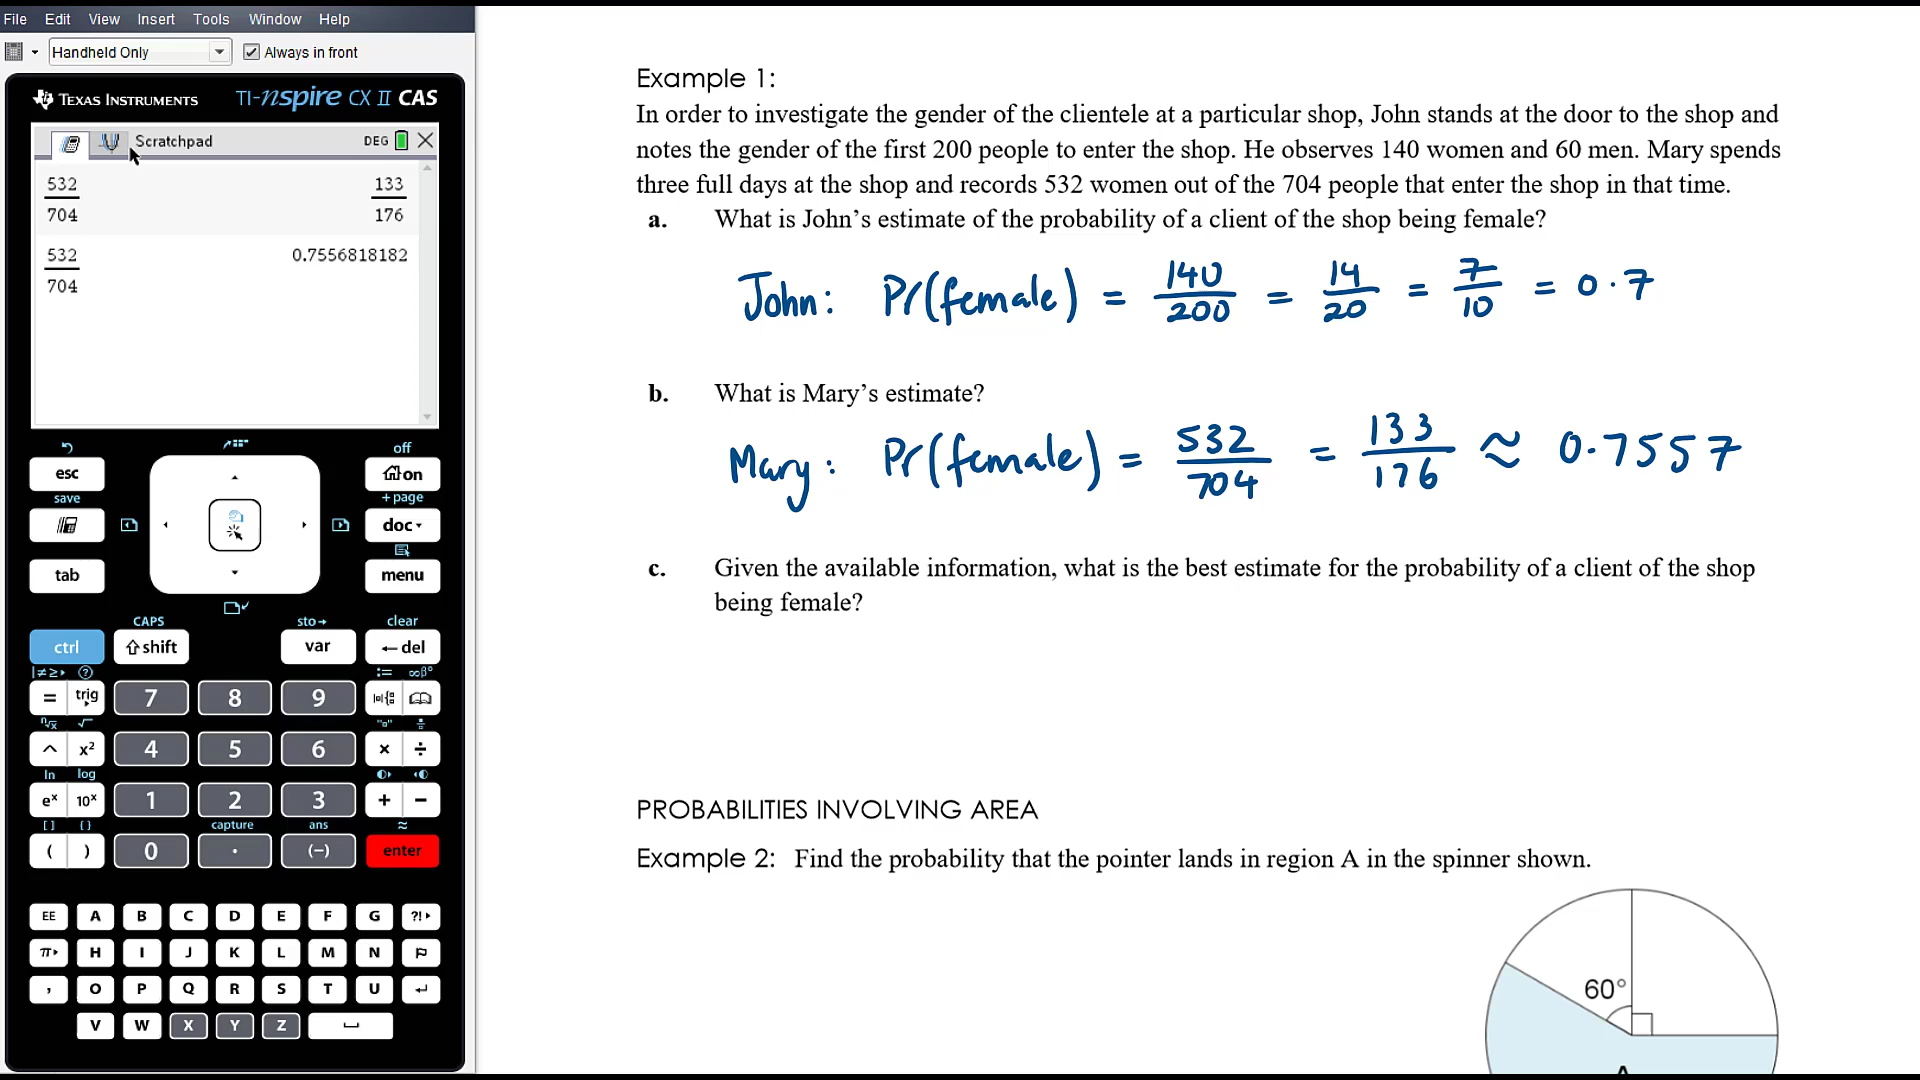 File Edit View Insert Tools Window Help
Handheld Only Always in front
TEXAS INSTRUMENTS TI-nspire CX II CAS
Scratchpad DEG
532/704 133/176
532/704 0.7556818182
off
esc on
save + page
doc
tab menu
CAPS sto→ clear
ctrl shift var ←del
|≠≥▸ ? := ∞β°
= trig 7 8 9
ⁿ√x √ "▫" ÷
^ x² 4 5 6 × ÷
ln log
eˣ 10ˣ 1 2 3 + −
[ ] { } capture ans ≈
( ) 0 . (−) enter
EE A B C D E F G ?!▸
π▸ H I J K L M N
, O P Q R S T U ↵
V W X Y Z
Example 1:
In order to investigate the gender of the clientele at a particular shop, John stands at the door to the shop and
notes the gender of the first 200 people to enter the shop. He observes 140 women and 60 men. Mary spends
three full days at the shop and records 532 women out of the 704 people that enter the shop in that time.
a. What is John’s estimate of the probability of a client of the shop being female?
John: Pr(female) = 140/200 = 14/20 = 7/10 = 0.7
b. What is Mary’s estimate?
Mary: Pr(female) = 532/704 = 133/176 ≈ 0.7557
c. Given the available information, what is the best estimate for the probability of a client of the shop
being female?
PROBABILITIES INVOLVING AREA
Example 2: Find the probability that the pointer lands in region A in the spinner shown.
60°
A